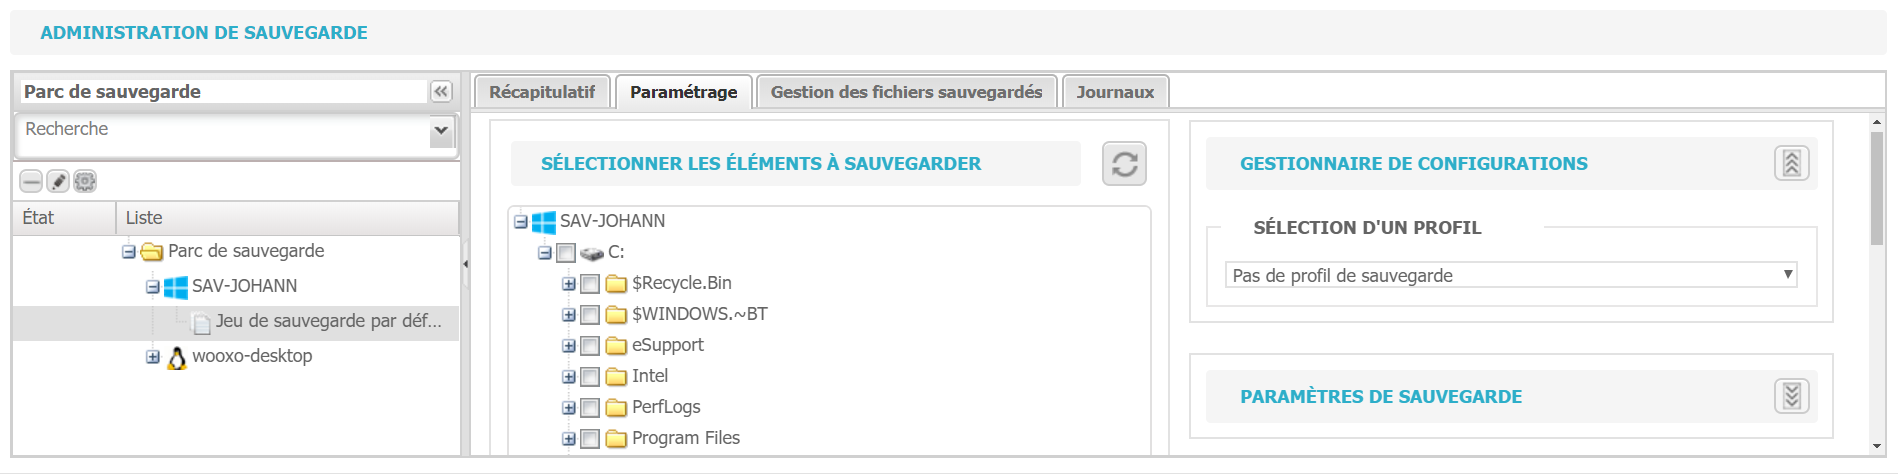 ADMINISTRATION DE SAUVEGARDE
Parc de sauvegarde
Recherche
État Liste
Parc de sauvegarde
SAV-JOHANN
Jeu de sauvegarde par déf...
wooxo-desktop
Récapitulatif Paramétrage Gestion des fichiers sauvegardés Journaux
SÉLECTIONNER LES ÉLÉMENTS À SAUVEGARDER
SAV-JOHANN
C:
$Recycle.Bin
$WINDOWS.~BT
eSupport
Intel
PerfLogs
Program Files
GESTIONNAIRE DE CONFIGURATIONS
SÉLECTION D'UN PROFIL
Pas de profil de sauvegarde
PARAMÈTRES DE SAUVEGARDE